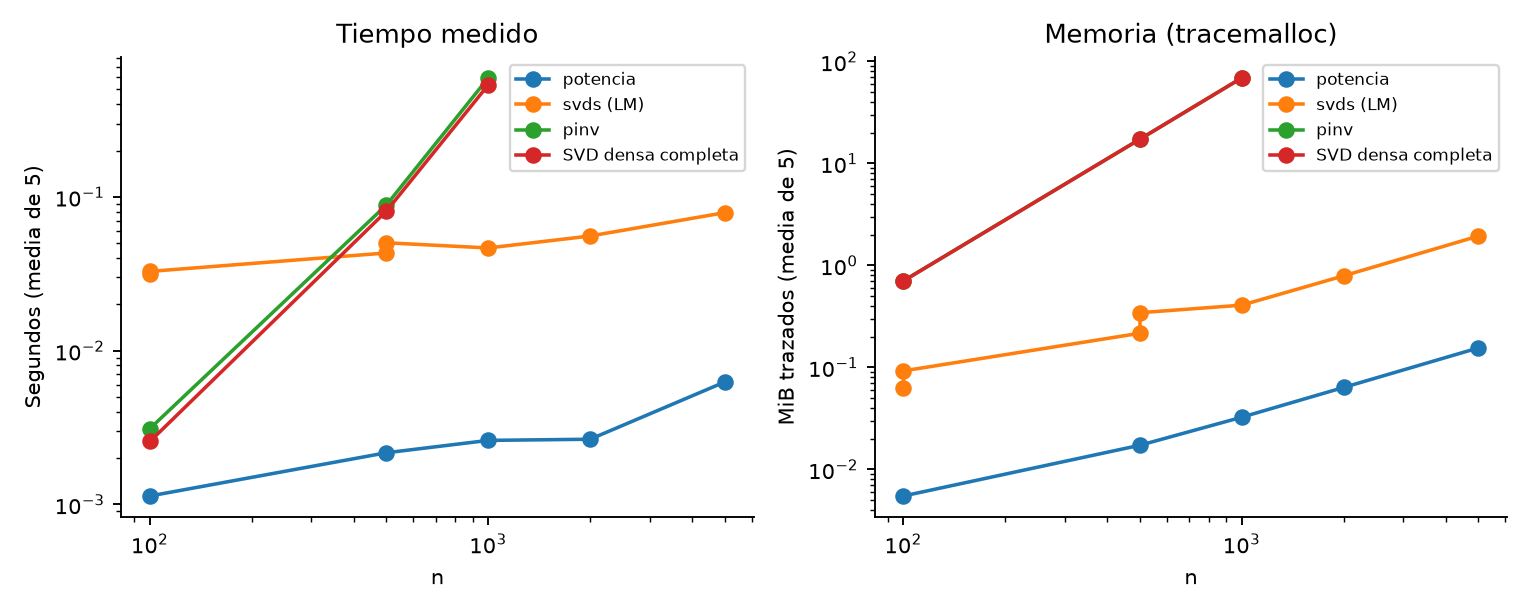 Tiempo medido
Segundos (media de 5)
10⁻¹
10⁻²
10⁻³
10²
10³
n
potencia
svds (LM)
pinv
SVD densa completa
Memoria (tracemalloc)
MiB trazados (media de 5)
10²
10¹
10⁰
10⁻¹
10⁻²
10²
10³
n
potencia
svds (LM)
pinv
SVD densa completa